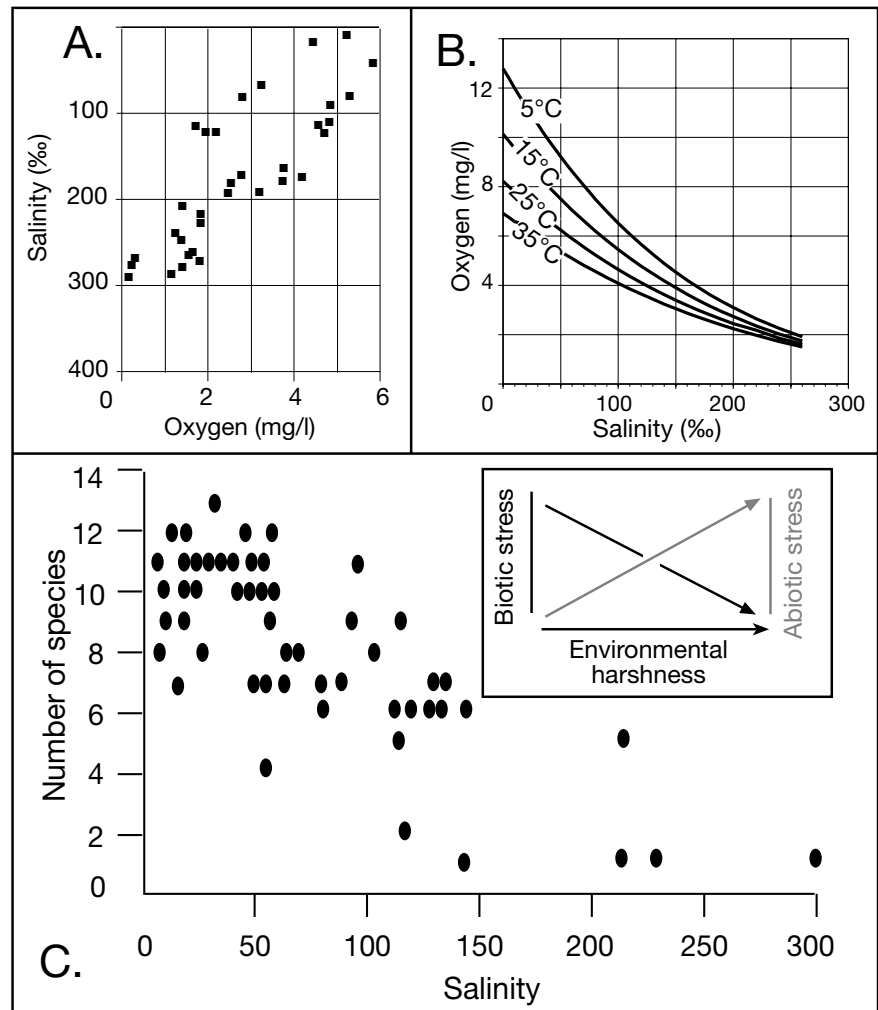 A.
100
200
300
400
0
2
4
6
Salinity (‰)
Oxygen (mg/l)
B.
12
8
4
0
100
200
300
5°C
15°C
25°C
35°C
Oxygen (mg/l)
Salinity (‰)
14
12
10
8
6
4
2
0
Number of species
0
50
100
150
200
250
300
C.
Salinity
Biotic stress
Abiotic stress
Environmental
harshness